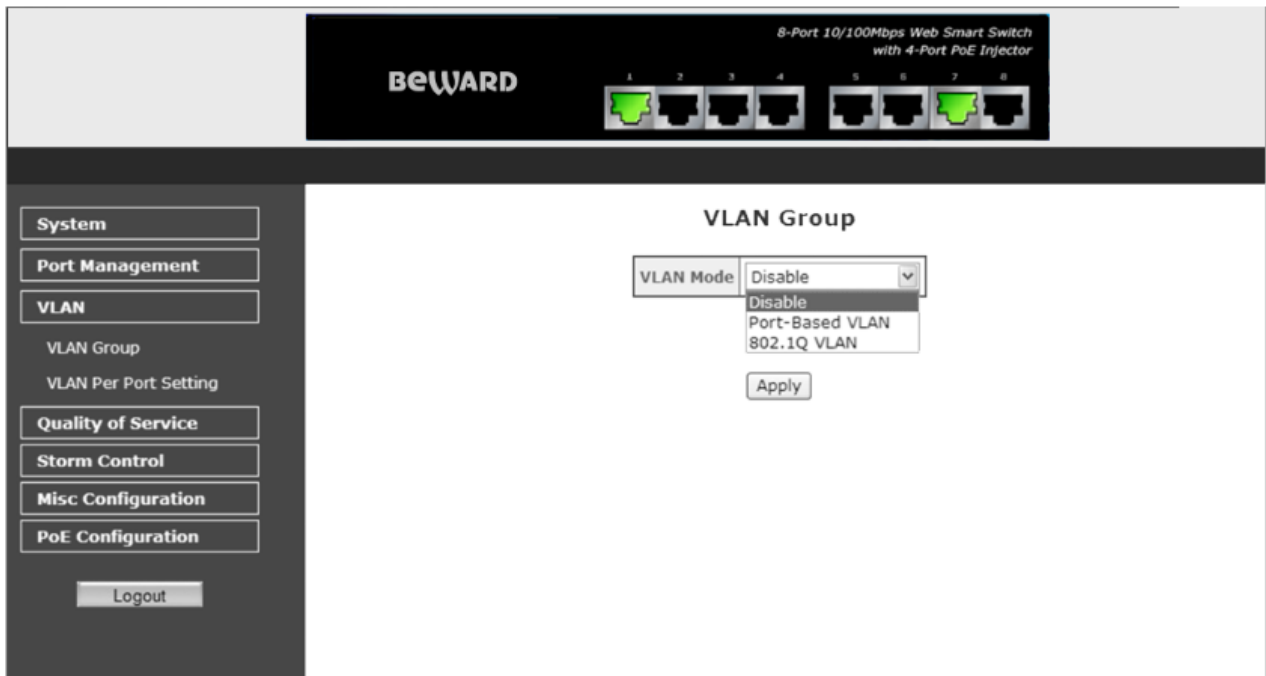 8-Port 10/100Mbps Web Smart Switch
with 4-Port PoE Injector
BEWARD
1 2 3 4 5 6 7 8
System
Port Management
VLAN
VLAN Group
VLAN Per Port Setting
Quality of Service
Storm Control
Misc Configuration
PoE Configuration
Logout
VLAN Group
VLAN Mode Disable
Disable
Port-Based VLAN
802.1Q VLAN
Apply